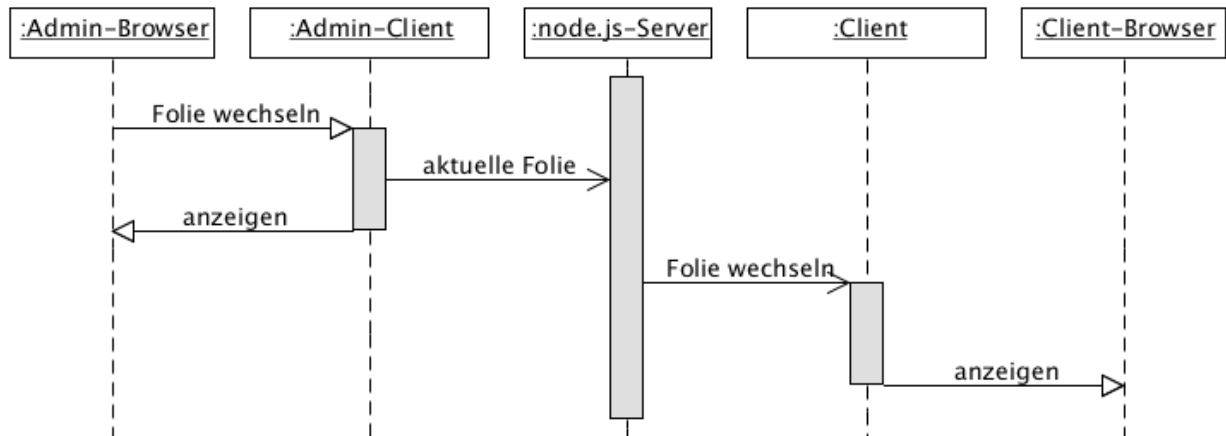 :Admin-Browser
:Admin-Client
:node.js-Server
:Client
:Client-Browser
Folie wechseln
aktuelle Folie
anzeigen
Folie wechseln
anzeigen